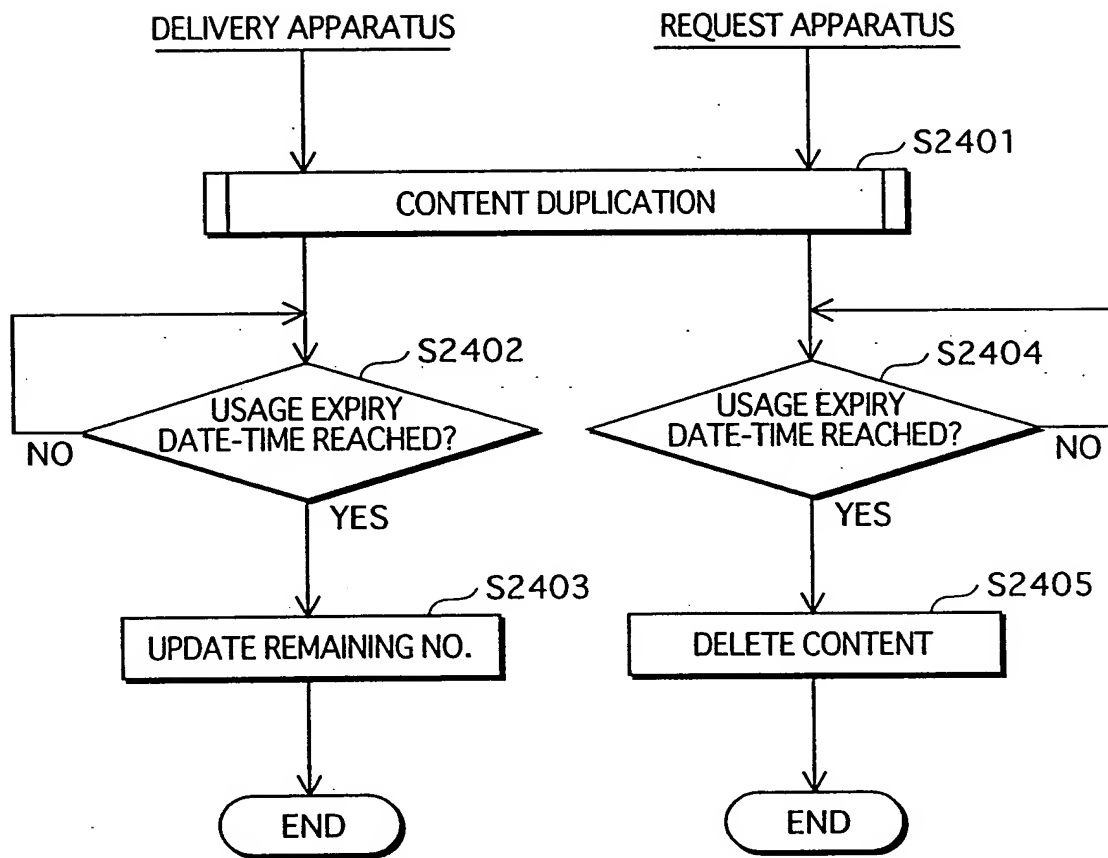 DELIVERY APPARATUS
REQUEST APPARATUS
S2401
CONTENT DUPLICATION
S2402
USAGE EXPIRY
DATE-TIME REACHED?
NO
YES
S2404
USAGE EXPIRY
DATE-TIME REACHED?
NO
YES
S2403
UPDATE REMAINING NO.
S2405
DELETE CONTENT
END
END